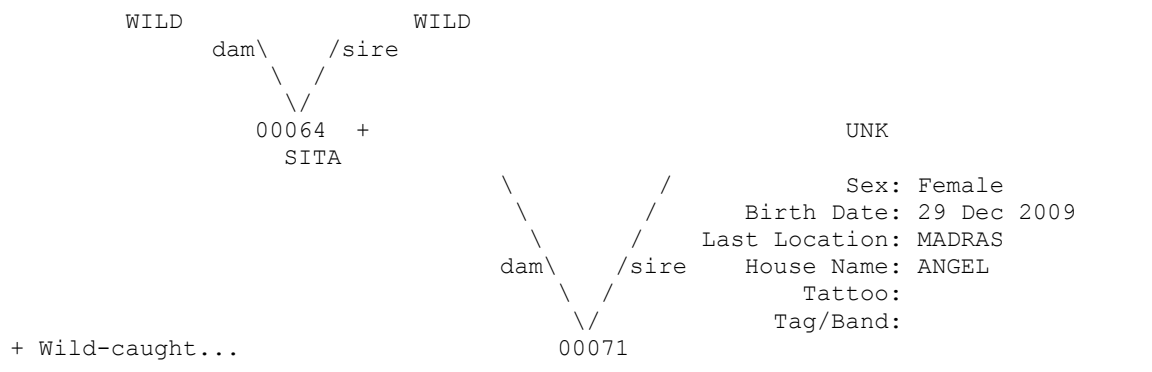 WILD WILD
dam\ /sire
\ /
\/
00064 + UNK
SITA
\ / Sex: Female
\ / Birth Date: 29 Dec 2009
\ / Last Location: MADRAS
dam\ /sire House Name: ANGEL
\ / Tattoo:
\/ Tag/Band:
+ Wild-caught... 00071